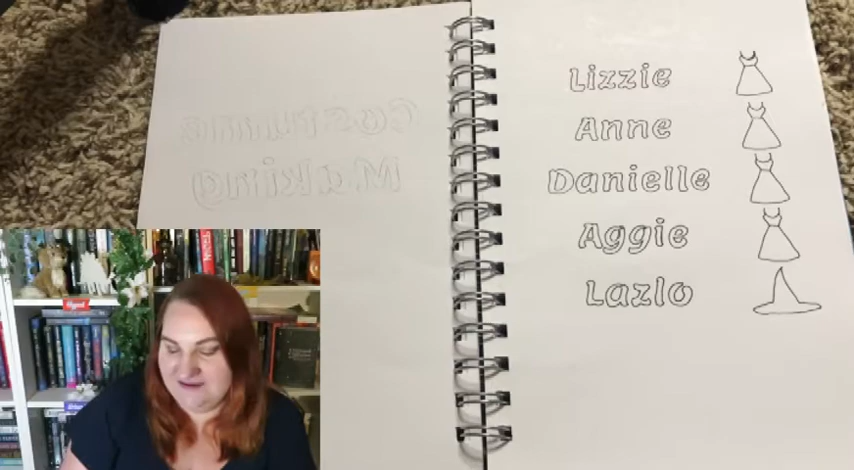 Costume
Making
Lizzie
Anne
Danielle
Aggie
Lazlo